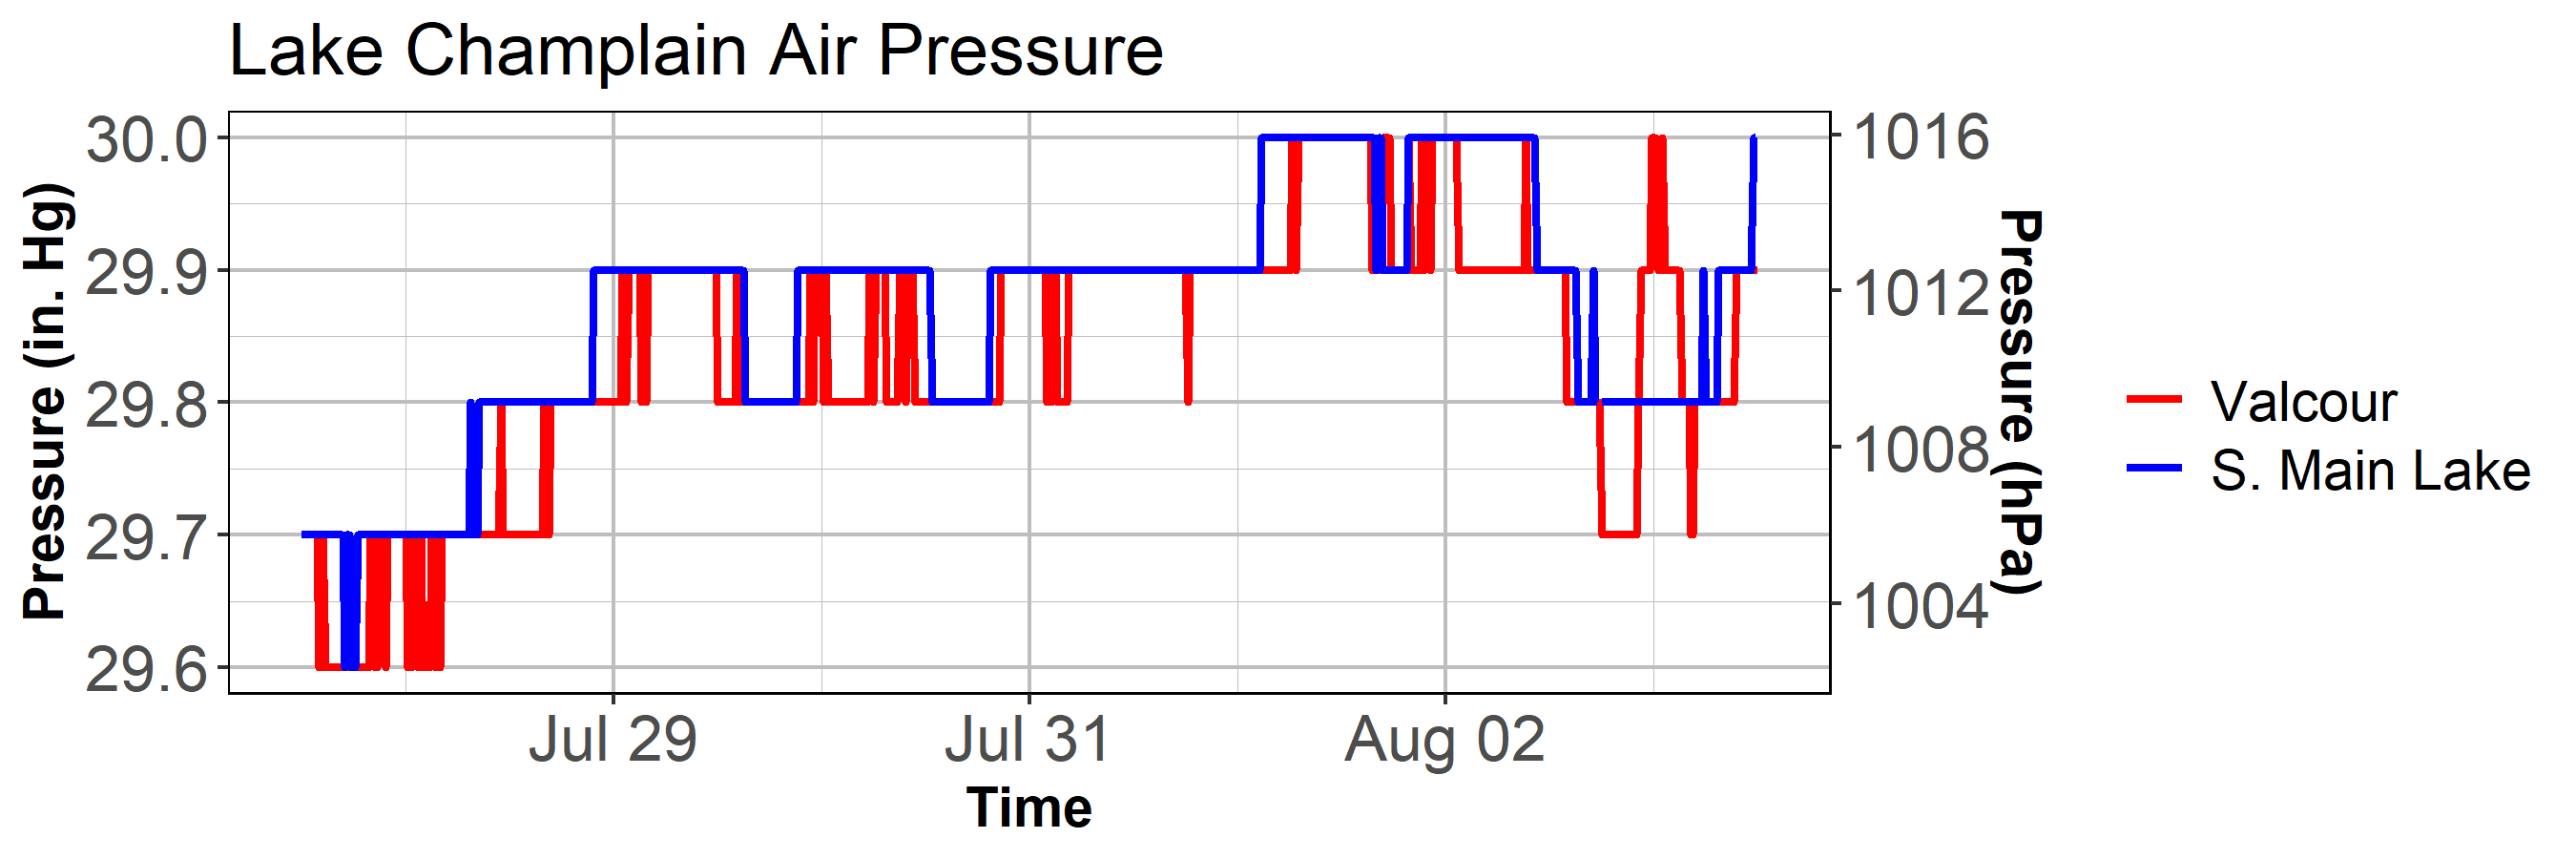 Lake Champlain Air Pressure
30.0
29.9
29.8
29.7
29.6
Pressure (in. Hg)
1016
1012
1008
1004
Pressure (hPa)
Jul 29
Jul 31
Aug 02
Time
Valcour
S. Main Lake